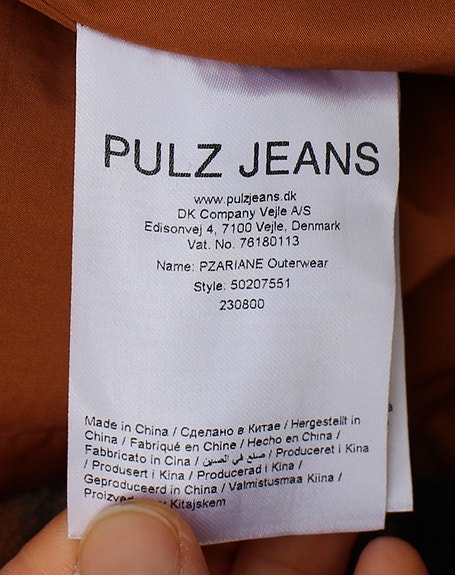 PULZ JEANS
www.pulzjeans.dk
DK Company Vejle A/S
Edisonvej 4, 7100 Vejle, Denmark
Vat. No. 76180113
Name: PZARIANE Outerwear
Style: 50207551
230800
Made in China / Сделано в Китае / Hergestellt in
China / Fabriqué en Chine / Hecho en China /
Fabbricato in Cina / صنع في الصين / Produceret i Kina
/ Produsert i Kina / Producerad i Kina /
Geproduceerd in China / Valmistusmaa Kiina /
Kitajskem